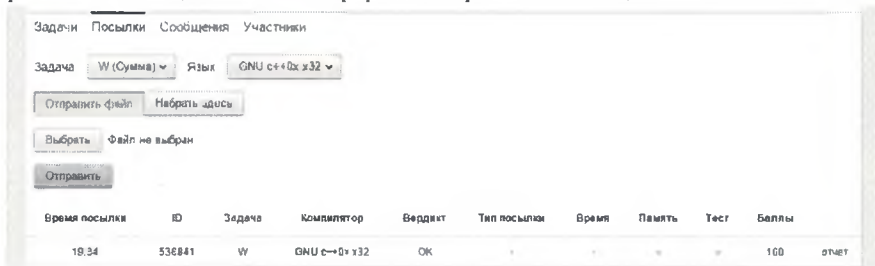 Задачи Посылки Сообщения Участники
Задача W (Сумма) Язык GNU c++0x x32
Отправить файл Набрать здесь
Выбрать Файл не выбран
Отправить
Время посылки ID Задача Компилятор Вердикт Тип посылки Время Память Тест Баллы
19:34 536841 W GNU c++0x x32 OK - - - - 100 отчет